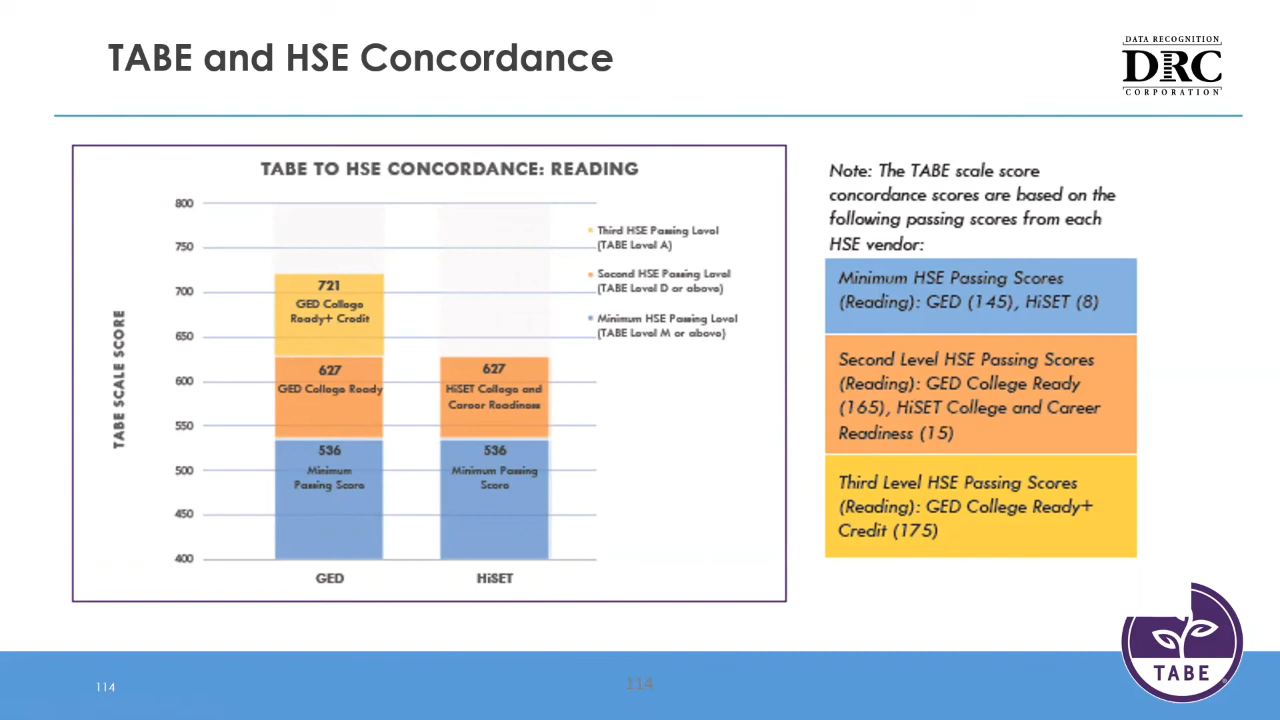 TABE and HSE Concordance
DATA RECOGNITION
DRC
CORPORATION
TABE TO HSE CONCORDANCE: READING
TABE SCALE SCORE
800
750
700
650
600
550
500
450
400
721
GED College
Ready+ Credit
627
GED College Ready
536
Minimum
Passing Score
GED
627
HiSET College and
Career Readiness
536
Minimum Passing
Score
HiSET
Third HSE Passing Level
(TABE Level A)
Second HSE Passing Level
(TABE Level D or above)
Minimum HSE Passing Level
(TABE Level M or above)
Note: The TABE scale score
concordance scores are based on the
following passing scores from each
HSE vendor:
Minimum HSE Passing Scores
(Reading): GED (145), HiSET (8)
Second Level HSE Passing Scores
(Reading): GED College Ready
(165), HiSET College and Career
Readiness (15)
Third Level HSE Passing Scores
(Reading): GED College Ready+
Credit (175)
114
114
TABE®